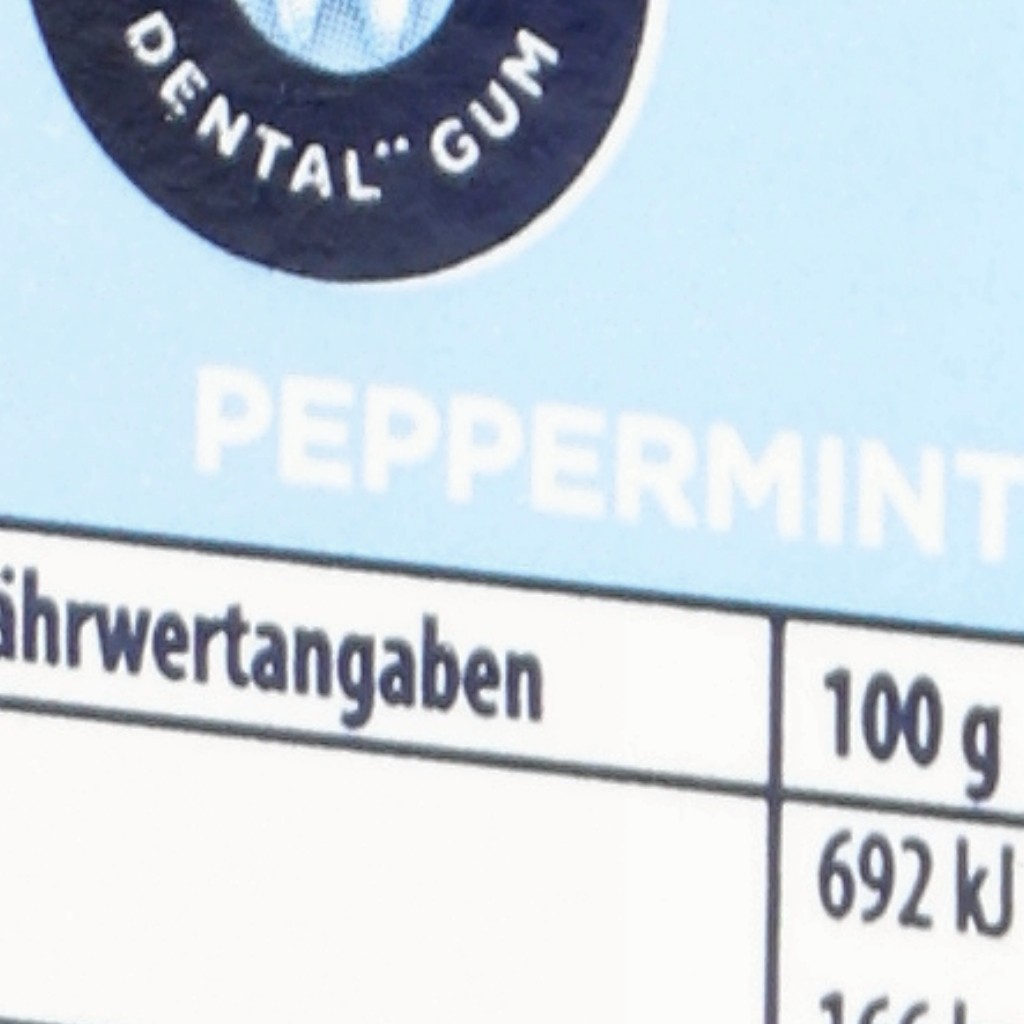 DENTAL¨ GUM
PEPPERMINT
ährwertangaben
100 g
692 kJ